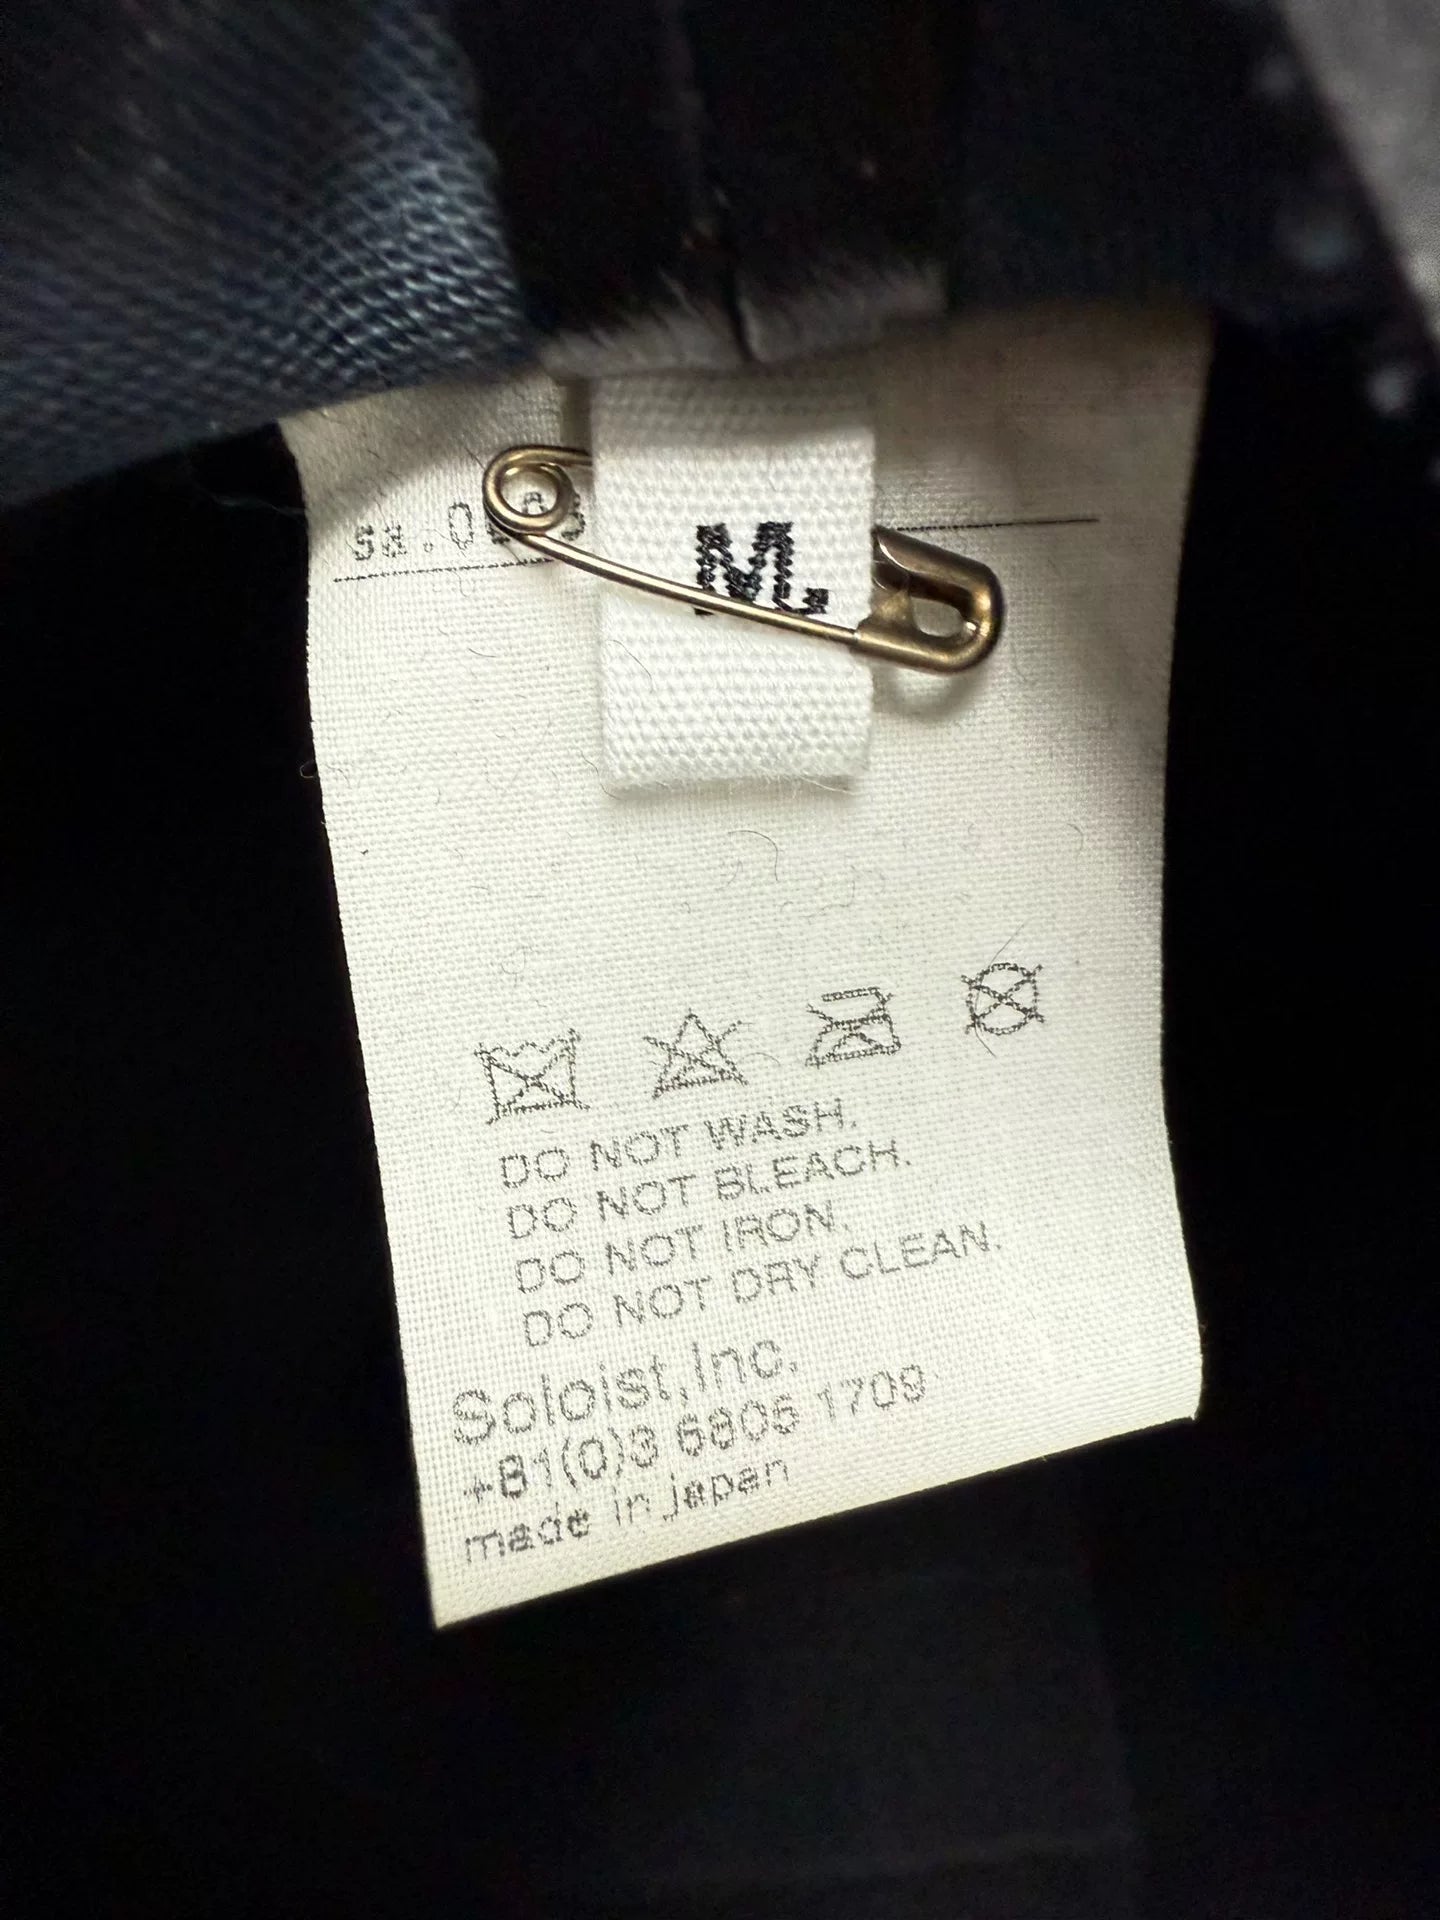 M.
DO NOT WASH.
DO NOT BLEACH.
DO NOT IRON.
DO NOT DRY CLEAN.
Soloist,Inc.
+81(0)3 6805 1709
made in japan